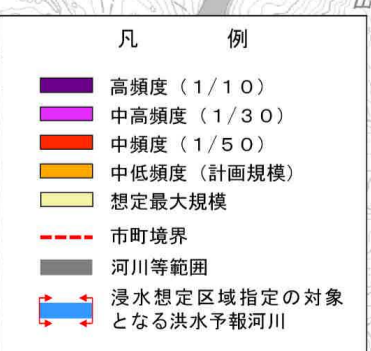 凡　　例
高頻度（１/１０）
中高頻度（１/３０）
中頻度（１/５０）
中低頻度（計画規模）
想定最大規模
市町境界
河川等範囲
浸水想定区域指定の対象
となる洪水予報河川